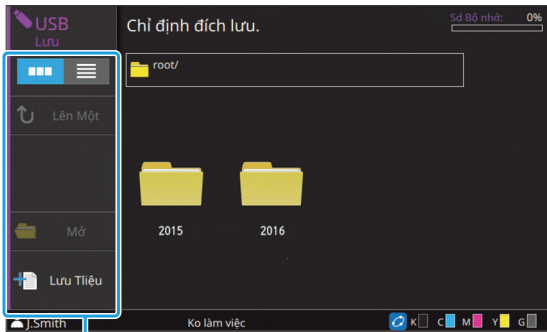 USB
Lưu
Chỉ định đích lưu.
Sd Bộ nhớ: 0%
root/
Lên Một
Mở
2015 2016
Lưu Tliệu
J.Smith
Ko làm việc
K C M Y G